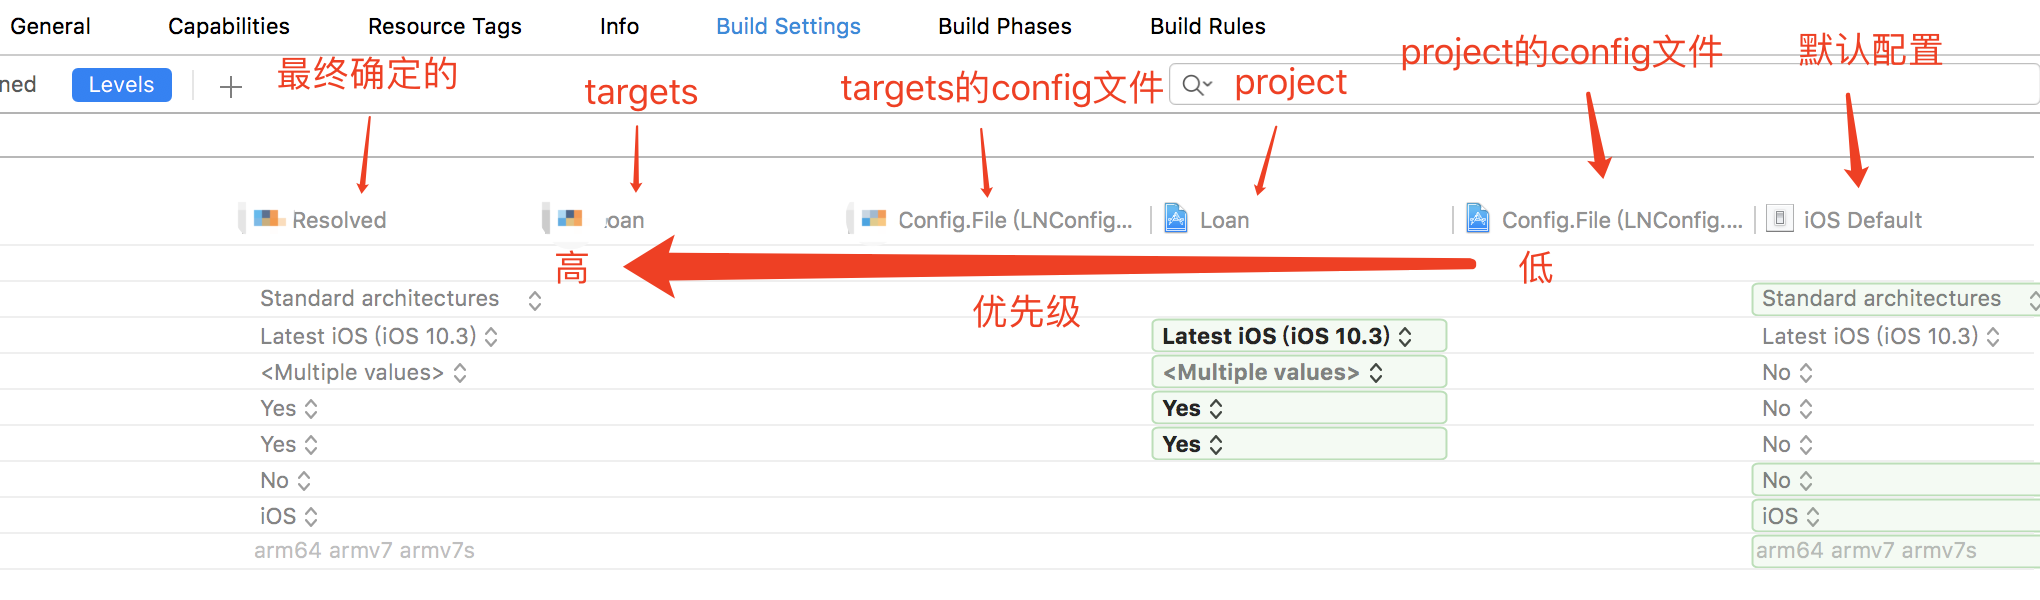 General Capabilities Resource Tags Info Build Settings Build Phases Build Rules
ned Levels + 最终确定的 targets targets的config文件 project project的config文件 默认配置
Resolved oan Config.File (LNConfig... Loan Config.File (LNConfig.... iOS Default
高 低
优先级
Standard architectures Standard architectures
Latest iOS (iOS 10.3) Latest iOS (iOS 10.3) Latest iOS (iOS 10.3)
<Multiple values> <Multiple values> No
Yes Yes No
Yes Yes No
No No
iOS iOS
arm64 armv7 armv7s arm64 armv7 armv7s